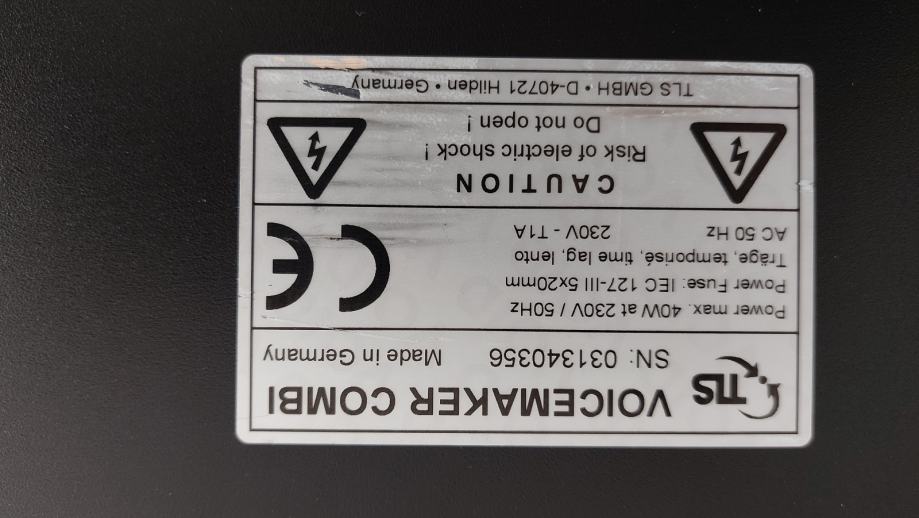 TLS VOICEMAKER COMBI
SN: 031340356 Made in Germany
Power max. 40W at 230V / 50Hz
Power Fuse: IEC 127-III 5x20mm
Träge, temporisé, time lag, lento
AC 50 Hz 230V - T1A
CE
CAUTION
Risk of electric shock !
Do not open !
TLS GMBH • D-40721 Hilden • Germany